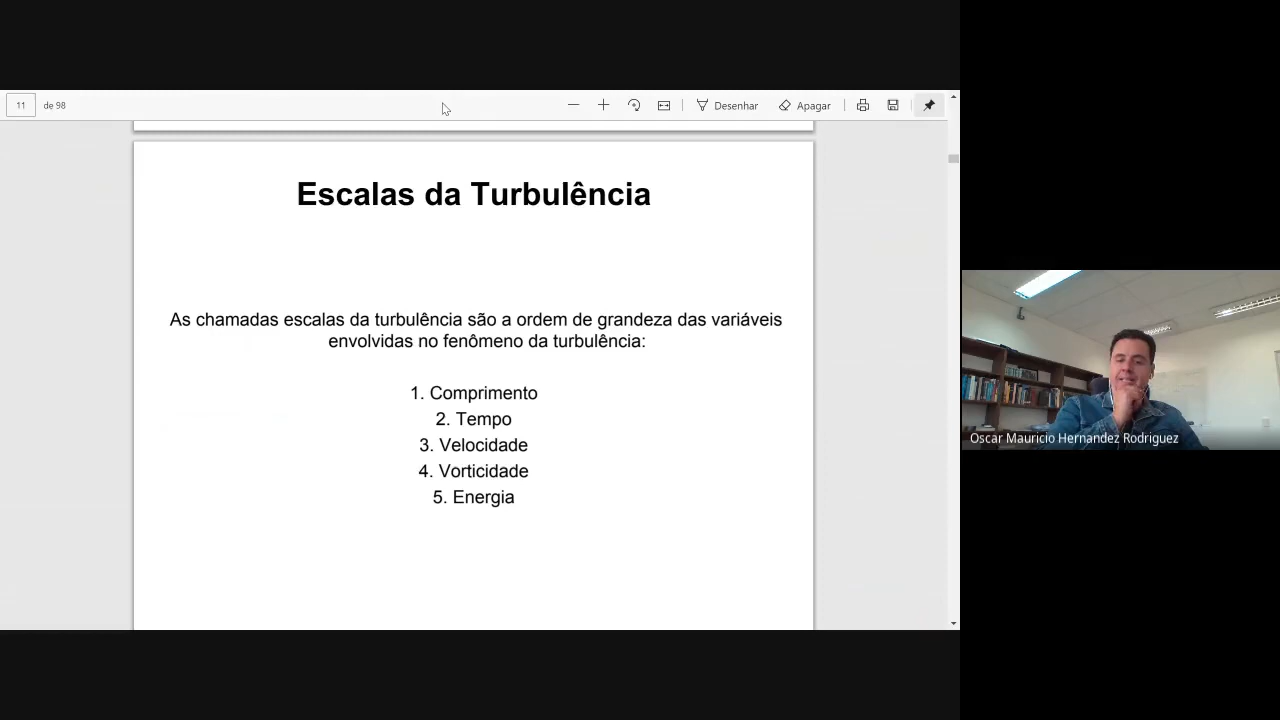 11 de 98
Desenhar
Apagar
Escalas da Turbulência
As chamadas escalas da turbulência são a ordem de grandeza das variáveis
envolvidas no fenômeno da turbulência:
1. Comprimento
2. Tempo
3. Velocidade
4. Vorticidade
5. Energia
Oscar Mauricio Hernandez Rodriguez